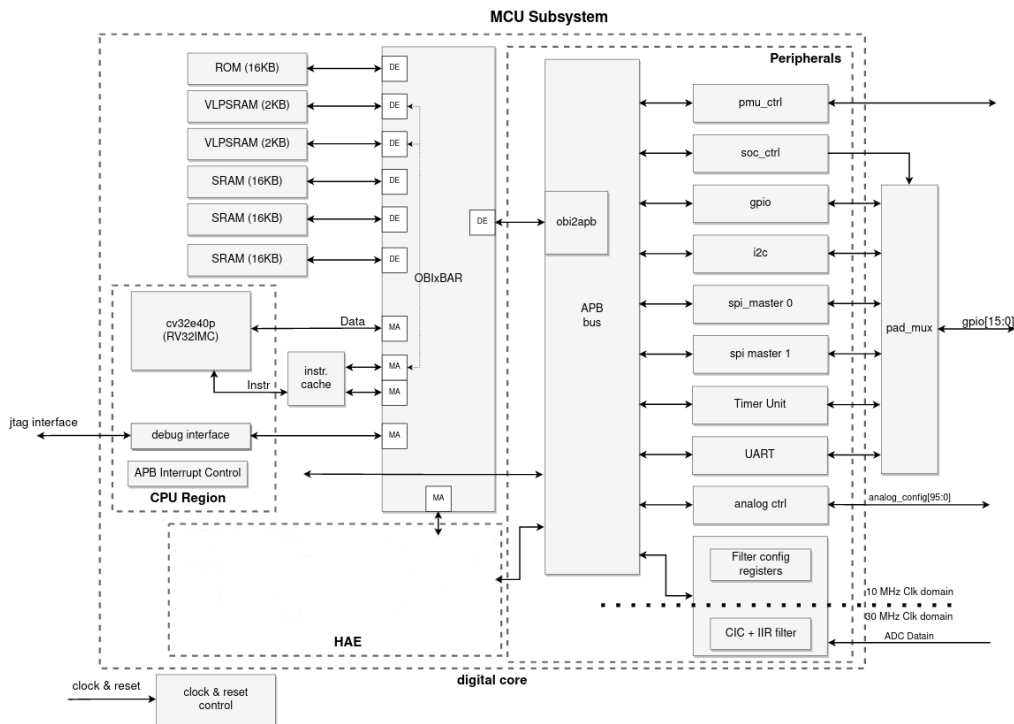 MCU Subsystem
Peripherals
ROM (16KB)
DE
VLPSRAM (2KB)
DE
VLPSRAM (2KB)
DE
SRAM (16KB)
DE
SRAM (16KB)
DE
SRAM (16KB)
DE
DE
OBIxBAR
obi2apb
APB
bus
pmu_ctrl
soc_ctrl
gpio
i2c
spi_master 0
spi master 1
Timer Unit
UART
analog ctrl
pad_mux
gpio[15:0]
analog_config[95:0]
cv32e40p
(RV32IMC)
Data
MA
instr.
cache
Instr
MA
MA
jtag interface
debug interface
MA
APB Interrupt Control
CPU Region
MA
Filter config
registers
10 MHz Clk domain
30 MHz Clk domain
CIC + IIR filter
ADC Datain
HAE
digital core
clock & reset
clock & reset
control